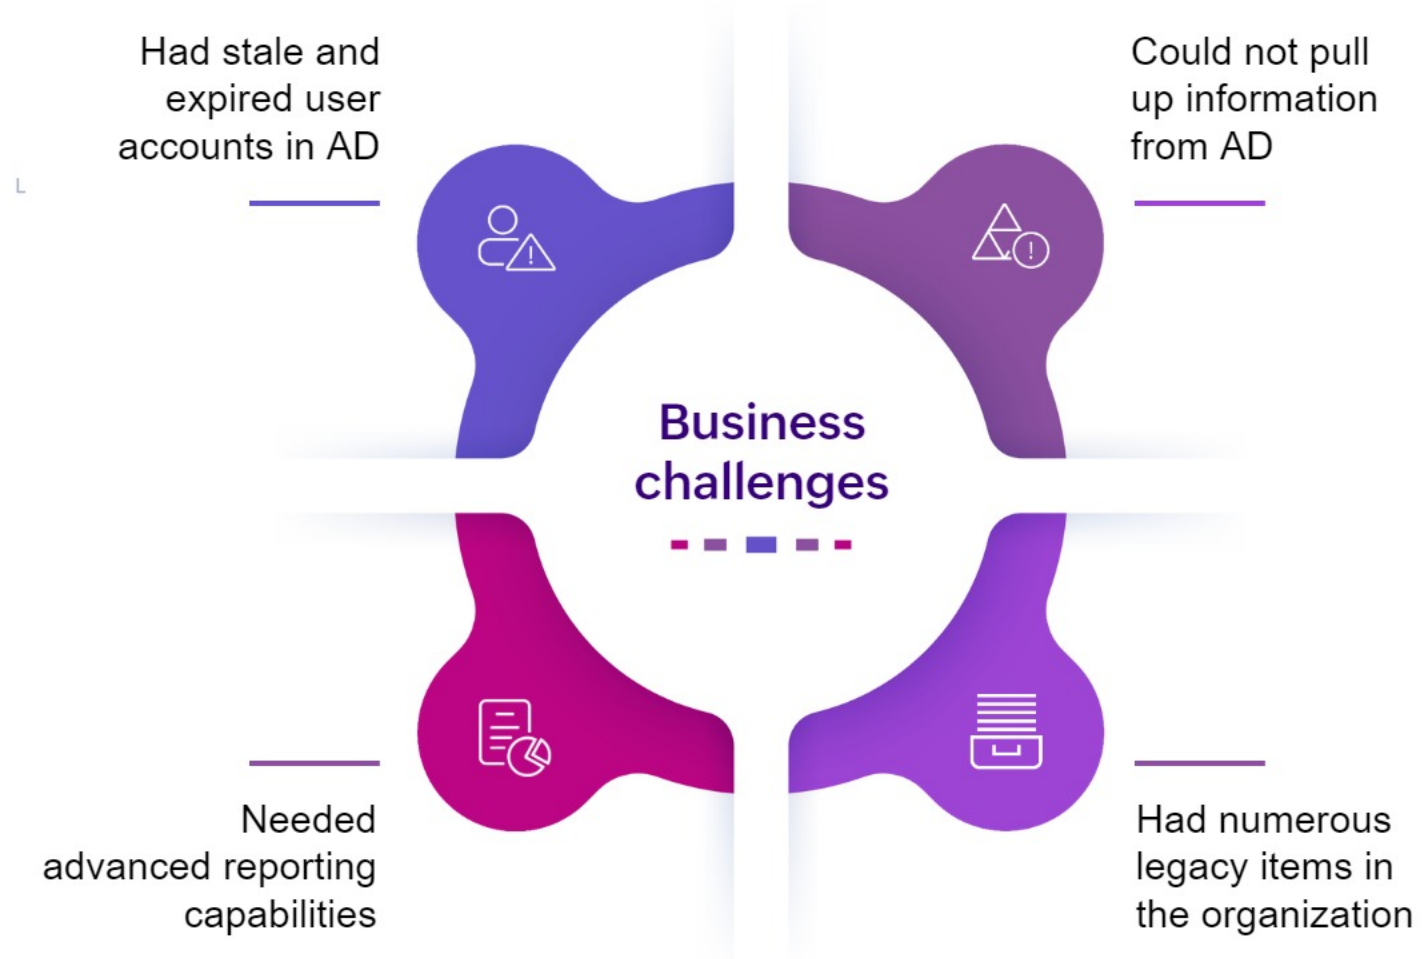 Had stale and
expired user
accounts in AD
Could not pull
up information
from AD
Business
challenges
Needed
advanced reporting
capabilities
Had numerous
legacy items in
the organization